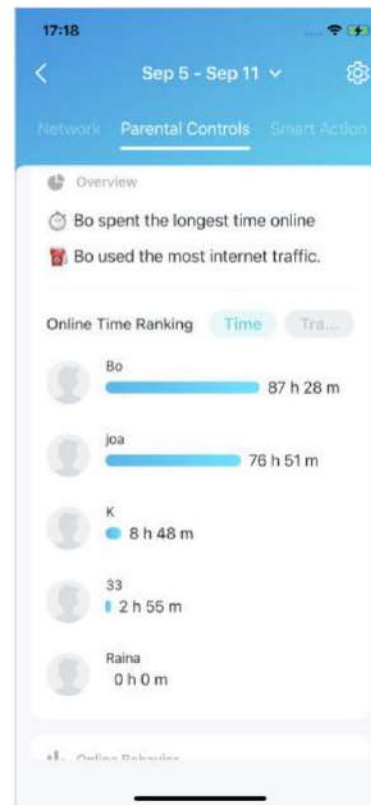 17:18
Sep 5 - Sep 11
Network Parental Controls Smart Action
Overview
Bo spent the longest time online
Bo used the most internet traffic.
Online Time Ranking Time Tra...
Bo
87 h 28 m
joa
76 h 51 m
K
8 h 48 m
33
2 h 55 m
Raina
0 h 0 m
Online Behavior